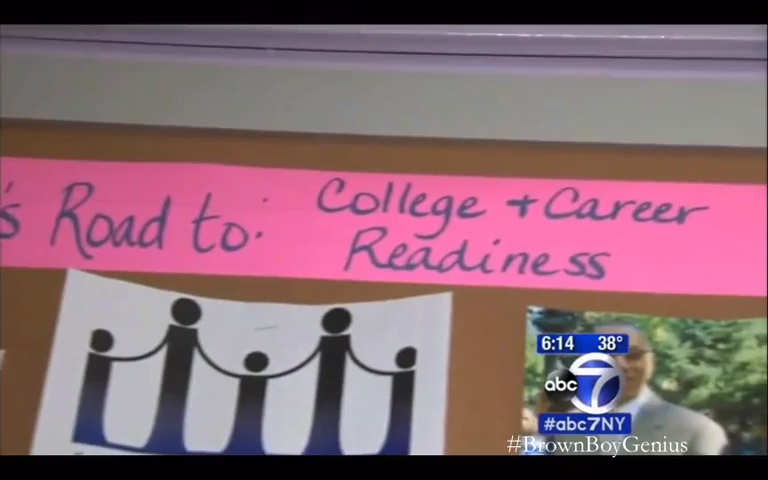 's Road to: College + Career
Readiness
6:14 38°
abc 7
#abc7NY
#BrownBoyGenius